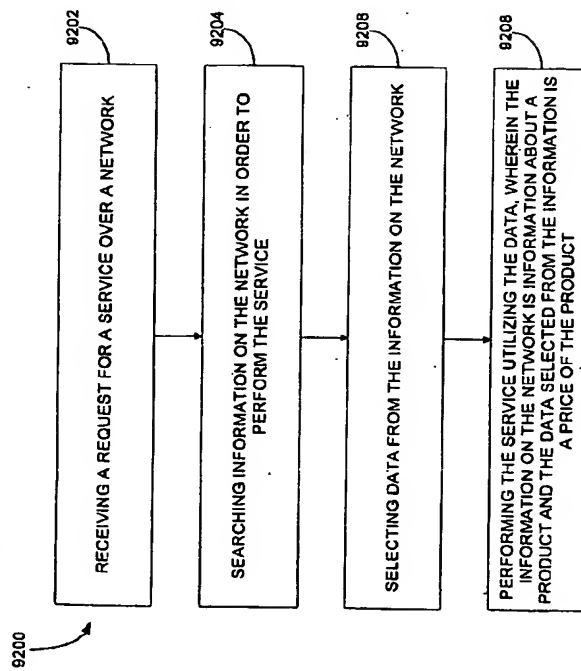 9200
9202
RECEIVING A REQUEST FOR A SERVICE OVER A NETWORK
9204
SEARCHING INFORMATION ON THE NETWORK IN ORDER TO
PERFORM THE SERVICE
9208
SELECTING DATA FROM THE INFORMATION ON THE NETWORK
9208
PERFORMING THE SERVICE UTILIZING THE DATA, WHEREIN THE
INFORMATION ON THE NETWORK IS INFORMATION ABOUT A
PRODUCT AND THE DATA SELECTED FROM THE INFORMATION IS
A PRICE OF THE PRODUCT